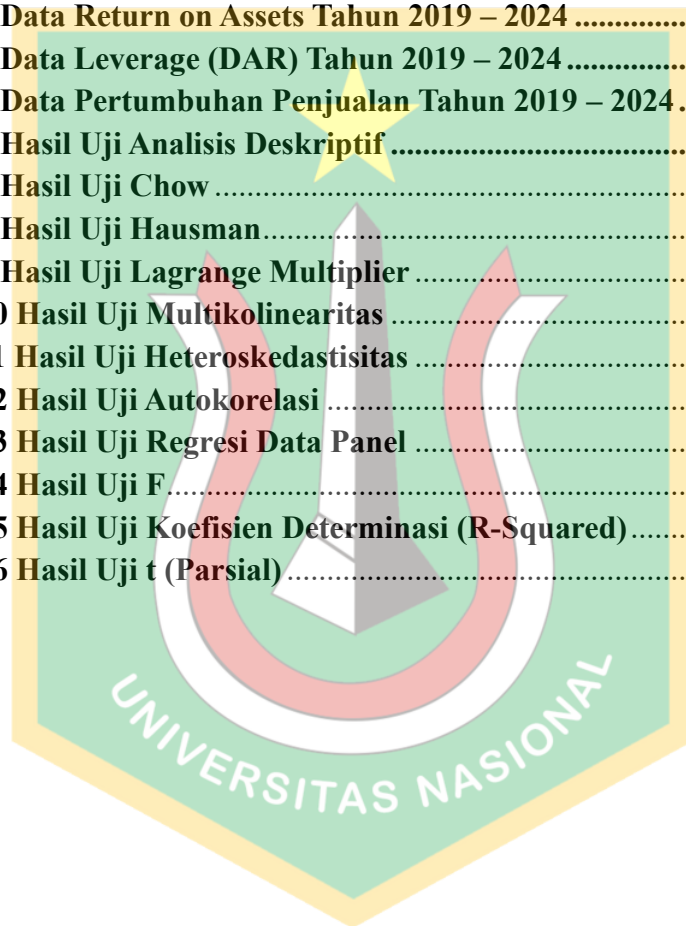 Data Return on Assets Tahun 2019 – 2024 ..............
Data Leverage (DAR) Tahun 2019 – 2024 ...............
Data Pertumbuhan Penjualan Tahun 2019 – 2024 .
Hasil Uji Analisis Deskriptif .....................................
Hasil Uji Chow ...........................................................
Hasil Uji Hausman.....................................................
Hasil Uji Lagrange Multiplier ..................................
0 Hasil Uji Multikolinearitas .....................................
1 Hasil Uji Heteroskedastisitas ..................................
2 Hasil Uji Autokorelasi .............................................
3 Hasil Uji Regresi Data Panel ..................................
4 Hasil Uji F.................................................................
5 Hasil Uji Koefisien Determinasi (R-Squared).......
6 Hasil Uji t (Parsial) ..................................................
UNIVERSITAS NASIONAL